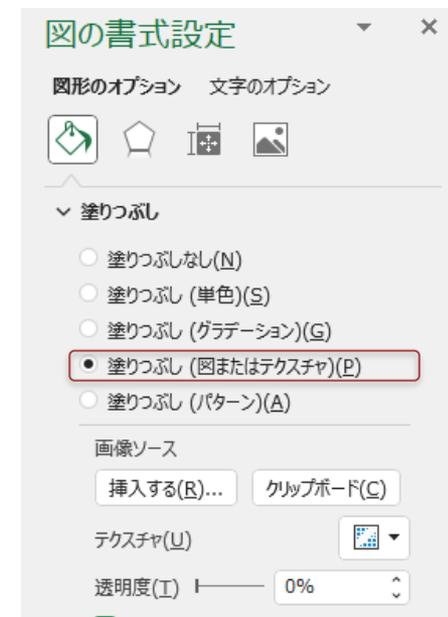 図の書式設定
図形のオプション 文字のオプション
塗りつぶし
塗りつぶしなし(N)
塗りつぶし (単色)(S)
塗りつぶし (グラデーション)(G)
塗りつぶし (図またはテクスチャ)(P)
塗りつぶし (パターン)(A)
画像ソース
挿入する(R)... クリップボード(C)
テクスチャ(U)
透明度(T) 0%